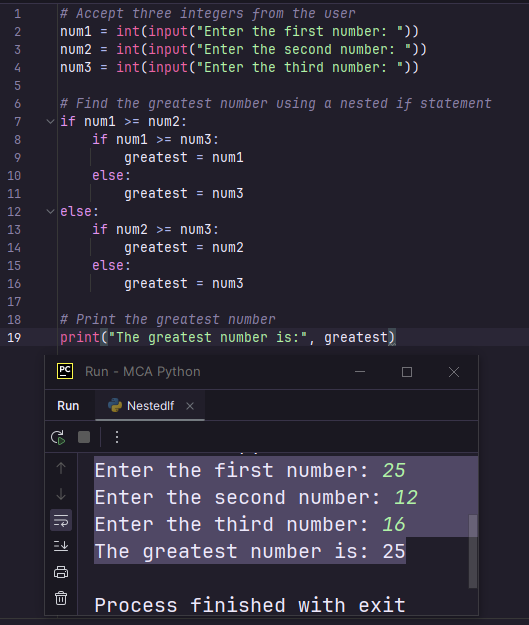 1 # Accept three integers from the user
2 num1 = int(input("Enter the first number: "))
3 num2 = int(input("Enter the second number: "))
4 num3 = int(input("Enter the third number: "))
5
6 # Find the greatest number using a nested if statement
7 if num1 >= num2:
8     if num1 >= num3:
9         greatest = num1
10     else:
11         greatest = num3
12 else:
13     if num2 >= num3:
14         greatest = num2
15     else:
16         greatest = num3
17
18 # Print the greatest number
19 print("The greatest number is:", greatest)
PC Run - MCA Python
Run NestedIf
Enter the first number: 25
Enter the second number: 12
Enter the third number: 16
The greatest number is: 25
Process finished with exit